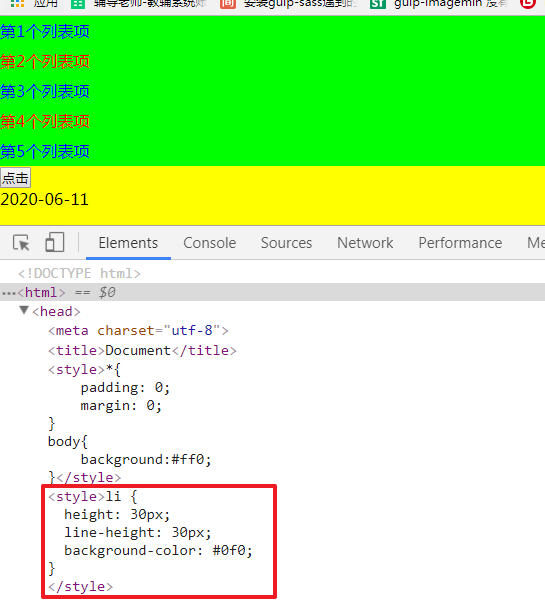 应用
辅导老师-教辅系统师
安装gulp-sass遇到的
gulp-imagemin 没有
第1个列表项
第2个列表项
第3个列表项
第4个列表项
第5个列表项
点击
2020-06-11
Elements Console Sources Network Performance Me
<!DOCTYPE html>
…<html> == $0
▼<head>
<meta charset="utf-8">
<title>Document</title>
<style>*{
padding: 0;
margin: 0;
}
body{
background:#ff0;
}</style>
<style>li {
height: 30px;
line-height: 30px;
background-color: #0f0;
}
</style>